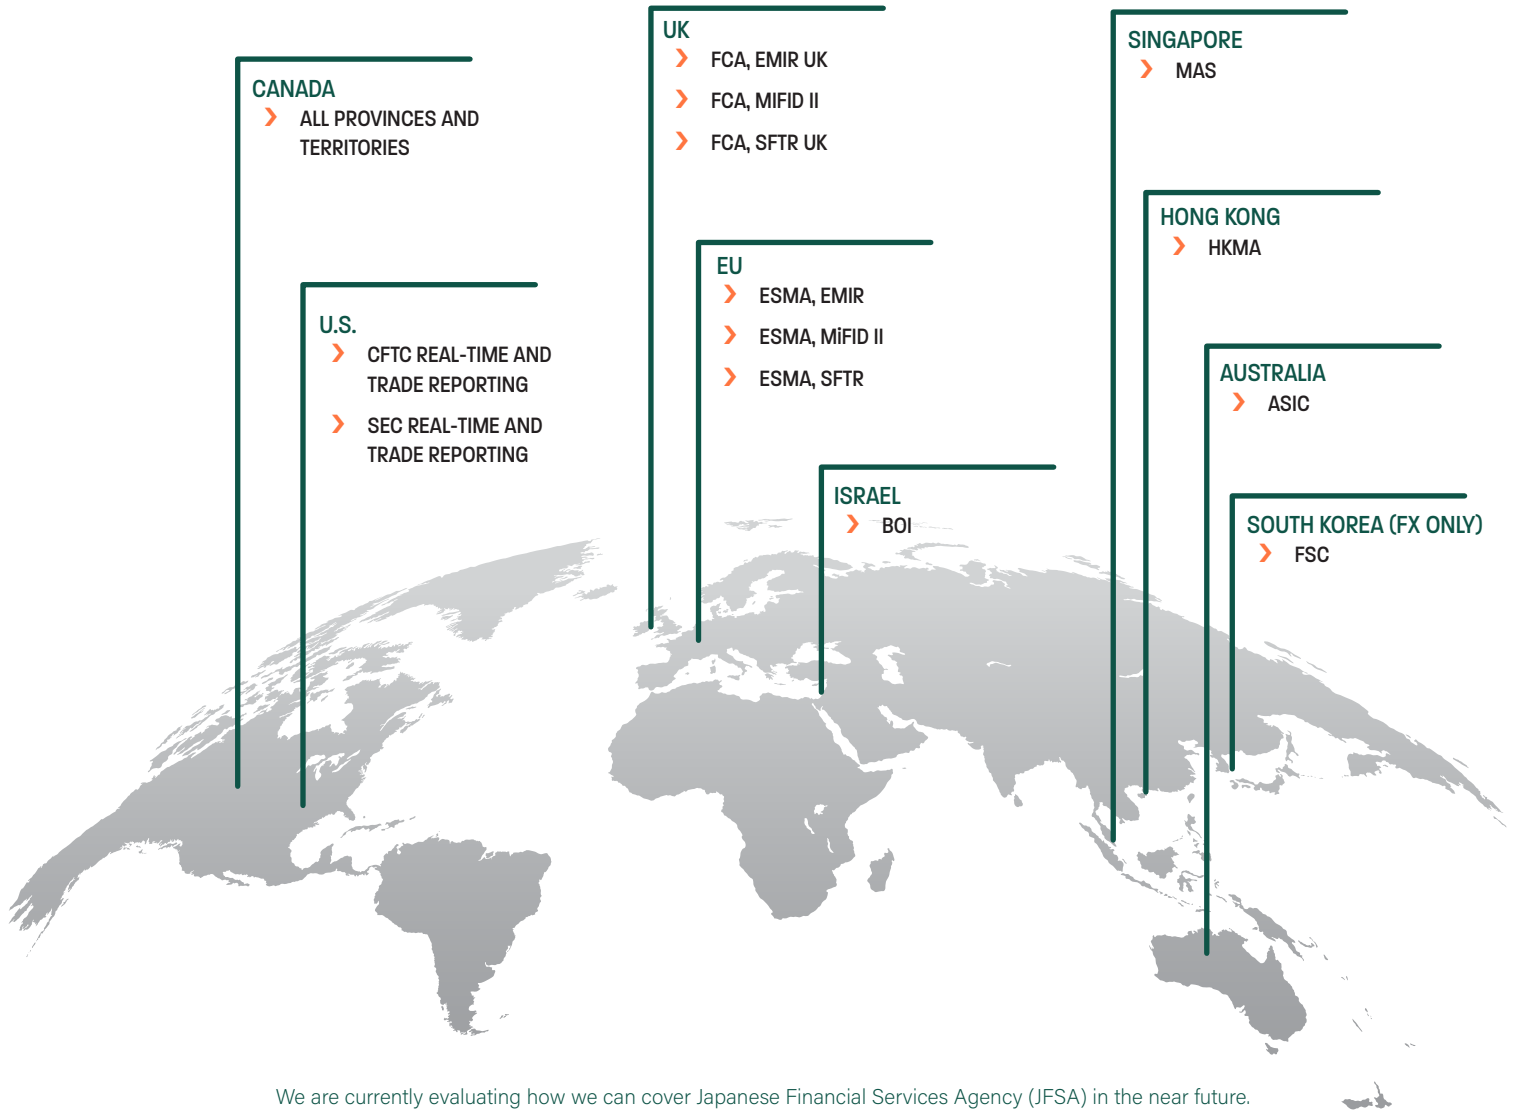 CANADA
ALL PROVINCES AND
TERRITORIES
U.S.
CFTC REAL-TIME AND
TRADE REPORTING
SEC REAL-TIME AND
TRADE REPORTING
UK
FCA, EMIR UK
FCA, MIFID II
FCA, SFTR UK
EU
ESMA, EMIR
ESMA, MiFID II
ESMA, SFTR
ISRAEL
BOI
SINGAPORE
MAS
HONG KONG
HKMA
AUSTRALIA
ASIC
SOUTH KOREA (FX ONLY)
FSC
We are currently evaluating how we can cover Japanese Financial Services Agency (JFSA) in the near future.